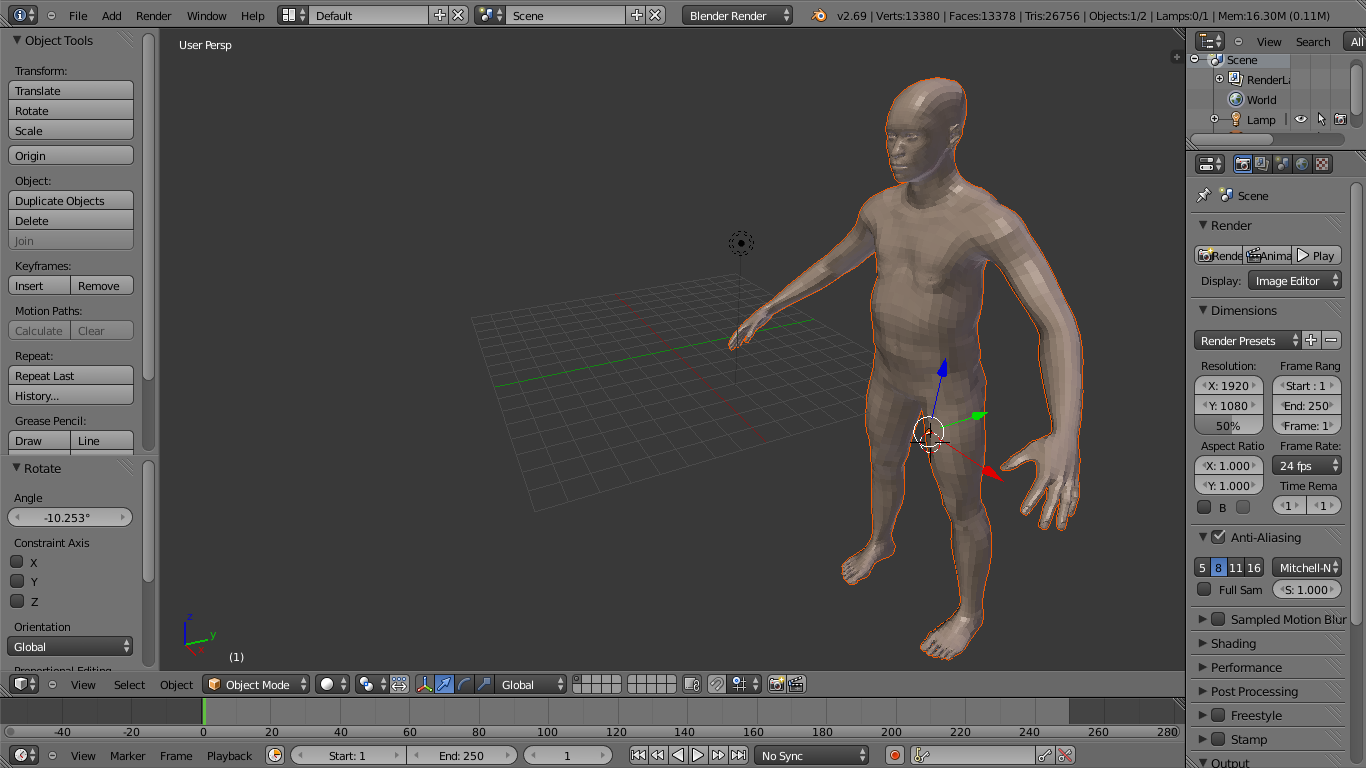 File Add Render Window Help Default Scene Blender Render v2.69 | Verts:13380 | Faces:13378 | Tris:26756 | Objects:1/2 | Lamps:0/1 | Mem:16.30M (0.11M)
Object Tools
Transform:
Translate
Rotate
Scale
Origin
Object:
Duplicate Objects
Delete
Join
Keyframes:
Insert Remove
Motion Paths:
Calculate Clear
Repeat:
Repeat Last
History...
Grease Pencil:
Draw Line
Rotate
Angle
-10.253°
Constraint Axis
X
Y
Z
Orientation
Global
User Persp
z
y
x
(1)
View Select Object Object Mode Global
-40 -20 0 20 40 60 80 100 120 140 160 180 200 220 240 260 280
View Marker Frame Playback Start: 1 End: 250 1 No Sync
View Search All
Scene
RenderLa
World
Lamp
Scene
Render
Rende Anima Play
Display: Image Editor
Dimensions
Render Presets
Resolution: Frame Rang
X: 1920 Start : 1
Y: 1080 End: 250
50% Frame: 1
Aspect Ratio Frame Rate:
X: 1.000 24 fps
Y: 1.000 Time Rema
B 1 1
Anti-Aliasing
5 8 11 16 Mitchell-N
Full Sam S: 1.000
Sampled Motion Blur
Shading
Performance
Post Processing
Freestyle
Stamp
Output